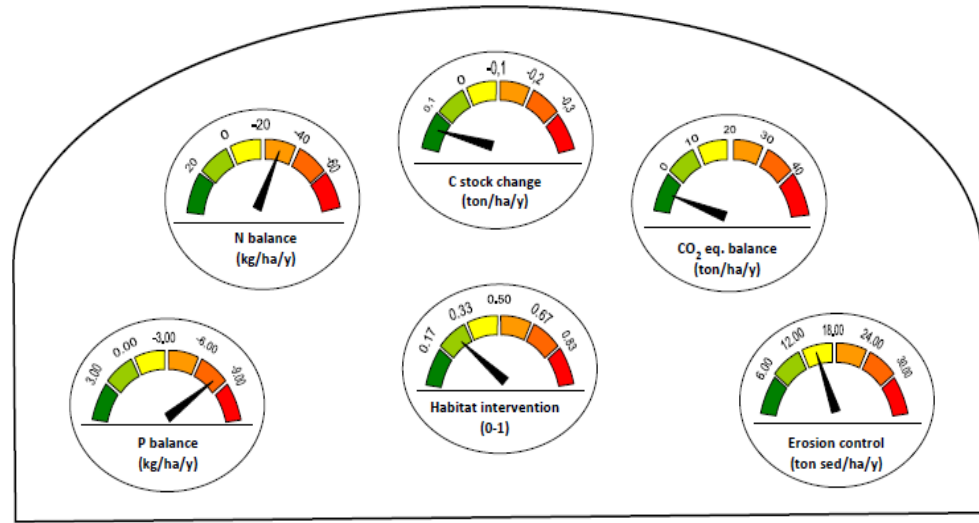 0,1 0 -0,1 -0,2 -0,3
C stock change
(ton/ha/y)
20 0 -20 -40 -60
N balance
(kg/ha/y)
0 10 20 30 40
CO₂ eq. balance
(ton/ha/y)
3.00 0.00 -3.00 -6.00 -9.00
P balance
(kg/ha/y)
0.17 0.33 0.50 0.67 0.83
Habitat intervention
(0-1)
6.00 12.00 18.00 24.00 30.00
Erosion control
(ton sed/ha/y)